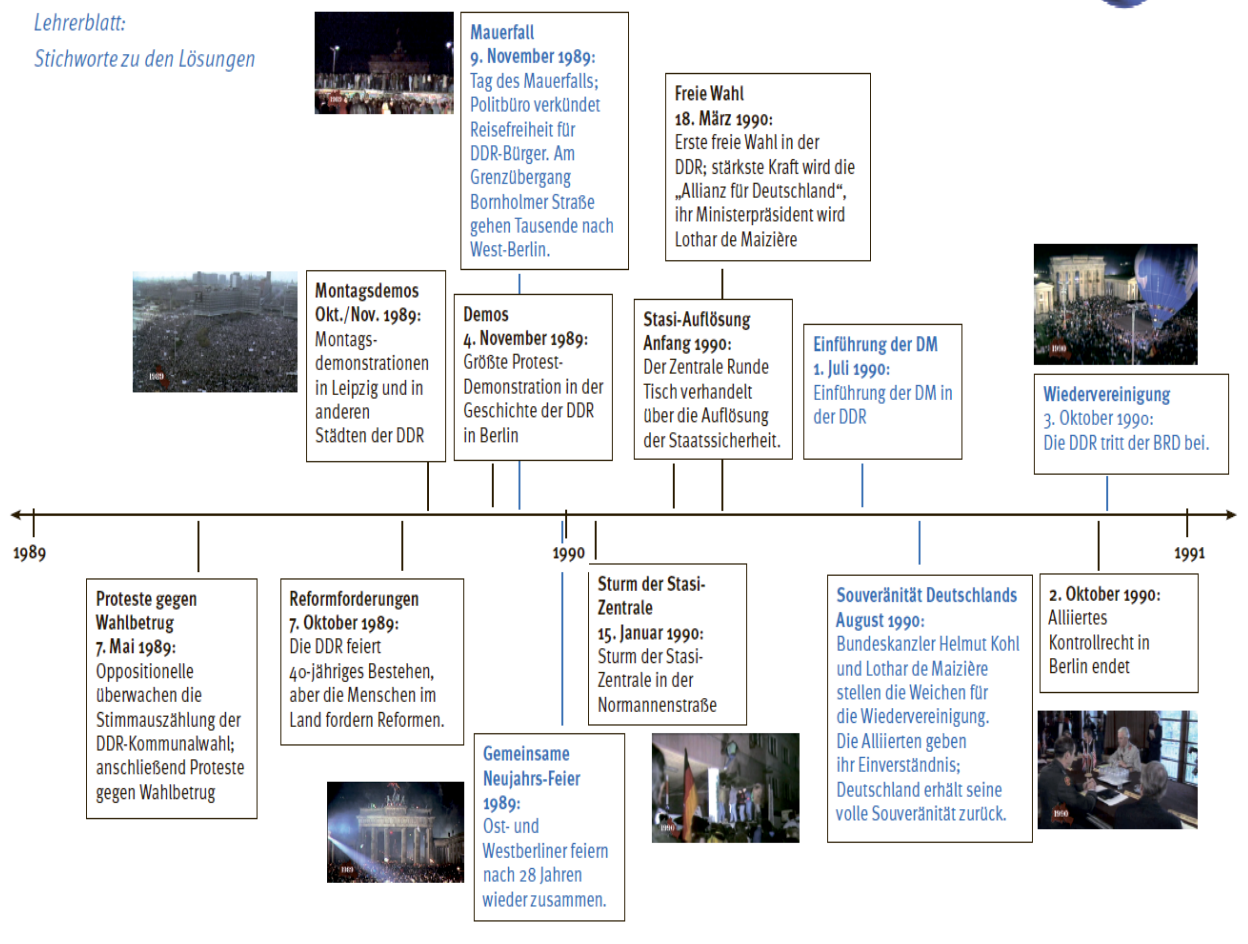 Lehrerblatt:
Stichworte zu den Lösungen
Mauerfall
9. November 1989:
Tag des Mauerfalls;
Politbüro verkündet
Reisefreiheit für
DDR-Bürger. Am
Grenzübergang
Bornholmer Straße
gehen Tausende nach
West-Berlin.
Freie Wahl
18. März 1990:
Erste freie Wahl in der
DDR; stärkste Kraft wird die
„Allianz für Deutschland“,
ihr Ministerpräsident wird
Lothar de Maizière
Montagsdemos
Okt./Nov. 1989:
Montags-
demonstrationen
in Leipzig und in
anderen
Städten der DDR
Demos
4. November 1989:
Größte Protest-
Demonstration in der
Geschichte der DDR
in Berlin
Stasi-Auflösung
Anfang 1990:
Der Zentrale Runde
Tisch verhandelt
über die Auflösung
der Staatssicherheit.
Einführung der DM
1. Juli 1990:
Einführung der DM in
der DDR
Wiedervereinigung
3. Oktober 1990:
Die DDR tritt der BRD bei.
1989
1989
1990
1989
1990
1991
Proteste gegen
Wahlbetrug
7. Mai 1989:
Oppositionelle
überwachen die
Stimmauszählung der
DDR-Kommunalwahl;
anschließend Proteste
gegen Wahlbetrug
Reformforderungen
7. Oktober 1989:
Die DDR feiert
40-jähriges Bestehen,
aber die Menschen im
Land fordern Reformen.
Gemeinsame
Neujahrs-Feier
1989:
Ost- und
Westberliner feiern
nach 28 Jahren
wieder zusammen.
Sturm der Stasi-
Zentrale
15. Januar 1990:
Sturm der Stasi-
Zentrale in der
Normannenstraße
Souveränität Deutschlands
August 1990:
Bundeskanzler Helmut Kohl
und Lothar de Maizière
stellen die Weichen für
die Wiedervereinigung.
Die Alliierten geben
ihr Einverständnis;
Deutschland erhält seine
volle Souveränität zurück.
2. Oktober 1990:
Alliiertes
Kontrollrecht in
Berlin endet
1989
1990
1990